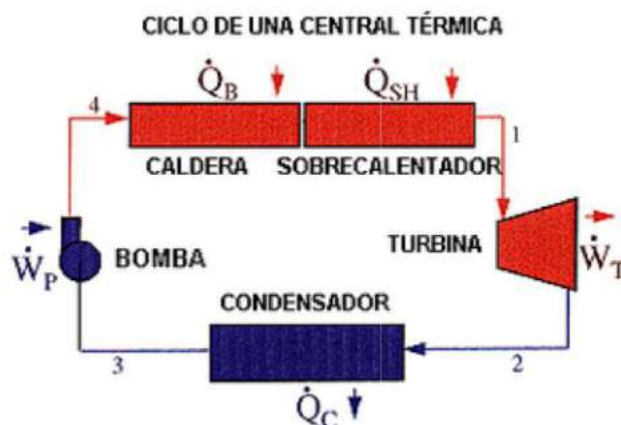 CICLO DE UNA CENTRAL TÉRMICA
Q̇B Q̇SH
4
1
CALDERA SOBRECALENTADOR
TURBINA
ẆT
BOMBA
ẆP
CONDENSADOR
3
2
Q̇C